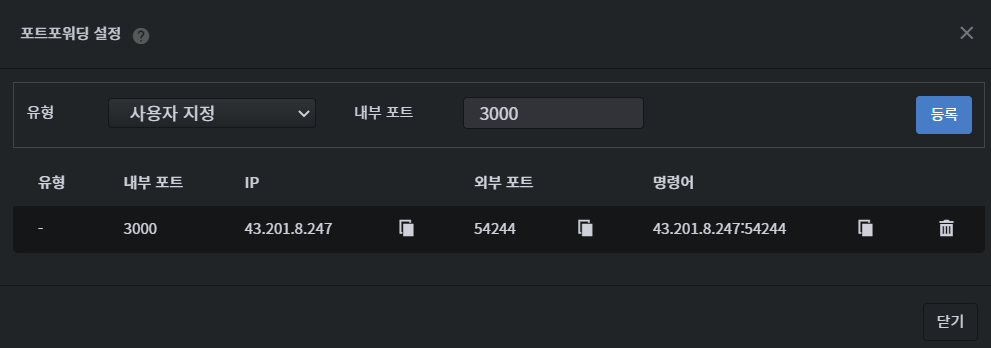 포트포워딩 설정 ?
유형 사용자 지정 내부 포트 3000 등록
유형 내부 포트 IP 외부 포트 명령어
- 3000 43.201.8.247 54244 43.201.8.247:54244
닫기